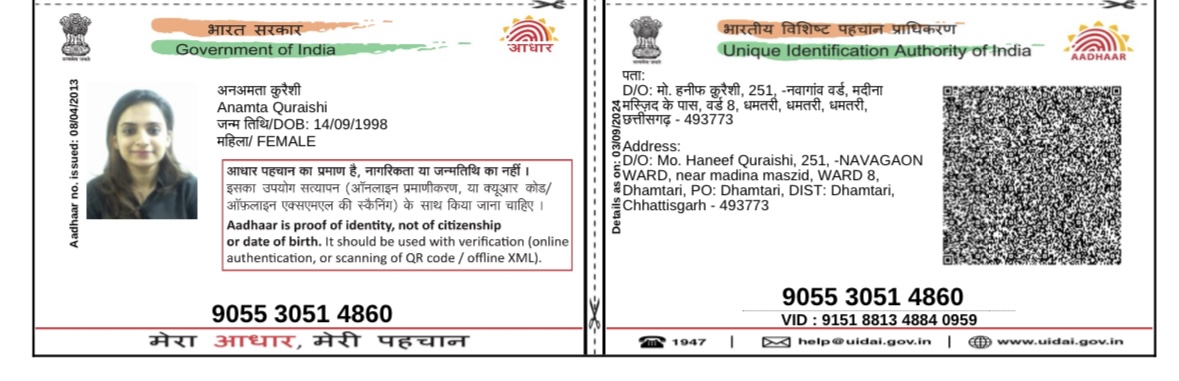 भारत सरकार
Government of India
आधार
Aadhaar no. issued: 08/04/2013
अनअमता कुरैशी
Anamta Quraishi
जन्म तिथि/DOB: 14/09/1998
महिला/ FEMALE
आधार पहचान का प्रमाण है, नागरिकता या जन्मतिथि का नहीं ।
इसका उपयोग सत्यापन (ऑनलाइन प्रमाणीकरण, या क्यूआर कोड/
ऑफलाइन एक्सएमएल की स्कैनिंग) के साथ किया जाना चाहिए ।
Aadhaar is proof of identity, not of citizenship
or date of birth. It should be used with verification (online
authentication, or scanning of QR code / offline XML).
9055 3051 4860
मेरा आधार, मेरी पहचान
भारतीय विशिष्ट पहचान प्राधिकरण
Unique Identification Authority of India
AADHAAR
Details as on: 03/09/2024
पता:
D/O: मो. हनीफ कुरैशी, 251, -नवागांव वर्ड, मदीना
मस्ज़िद के पास, वर्ड 8, धमतरी, धमतरी, धमतरी,
छत्तीसगढ़ - 493773
Address:
D/O: Mo. Haneef Quraishi, 251, -NAVAGAON
WARD, near madina maszid, WARD 8,
Dhamtari, PO: Dhamtari, DIST: Dhamtari,
Chhattisgarh - 493773
9055 3051 4860
VID : 9151 8813 4884 0959
1947 | help@uidai.gov.in | www.uidai.gov.in